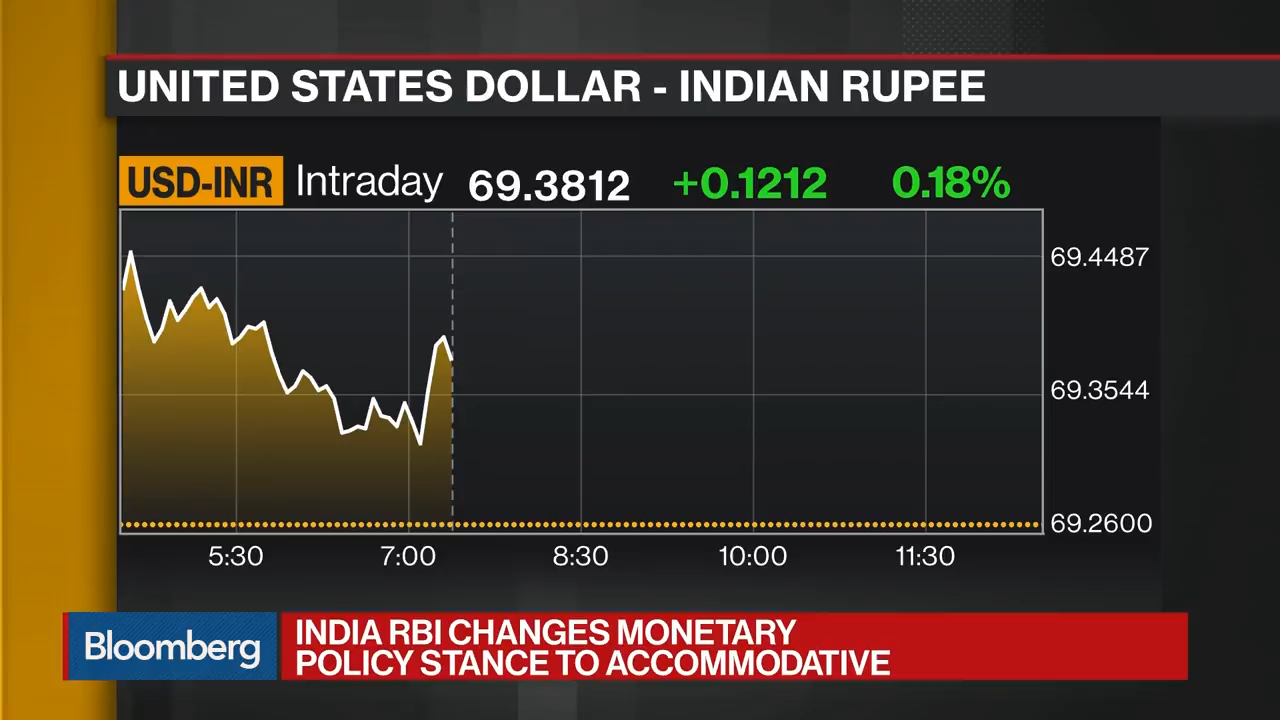 UNITED STATES DOLLAR - INDIAN RUPEE
USD-INR Intraday 69.3812 +0.1212 0.18%
69.4487
69.3544
69.2600
5:30 7:00 8:30 10:00 11:30
Bloomberg
INDIA RBI CHANGES MONETARY
POLICY STANCE TO ACCOMMODATIVE